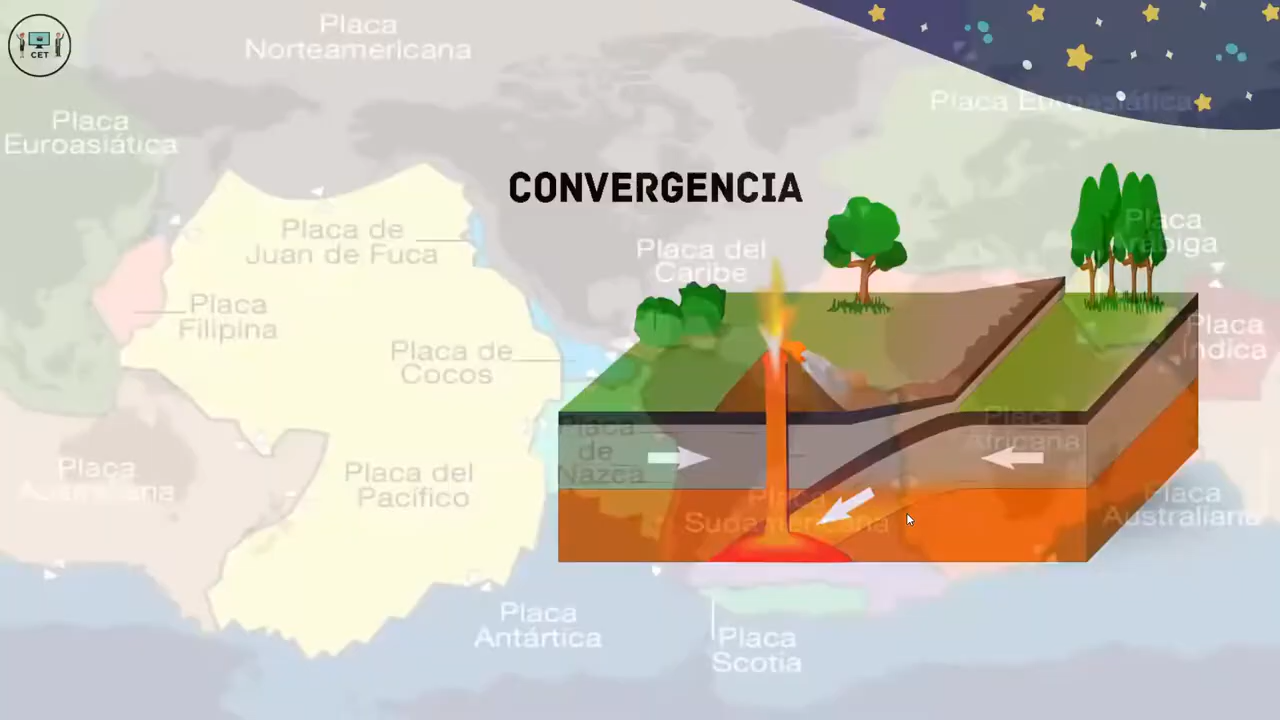 CET
Placa
Norteamericana
Placa
Euroasiática
Placa Euroasiática
CONVERGENCIA
Placa de
Juan de Fuca
Placa del
Caribe
Placa
Arábiga
Placa
Filipina
Placa
Índica
Placa de
Cocos
Placa
de
Nazca
Placa
Africana
Placa
Australiana
Placa del
Pacífico
Placa
Sudamericana
Placa
Australiana
Placa
Antártica
Placa
Scotia